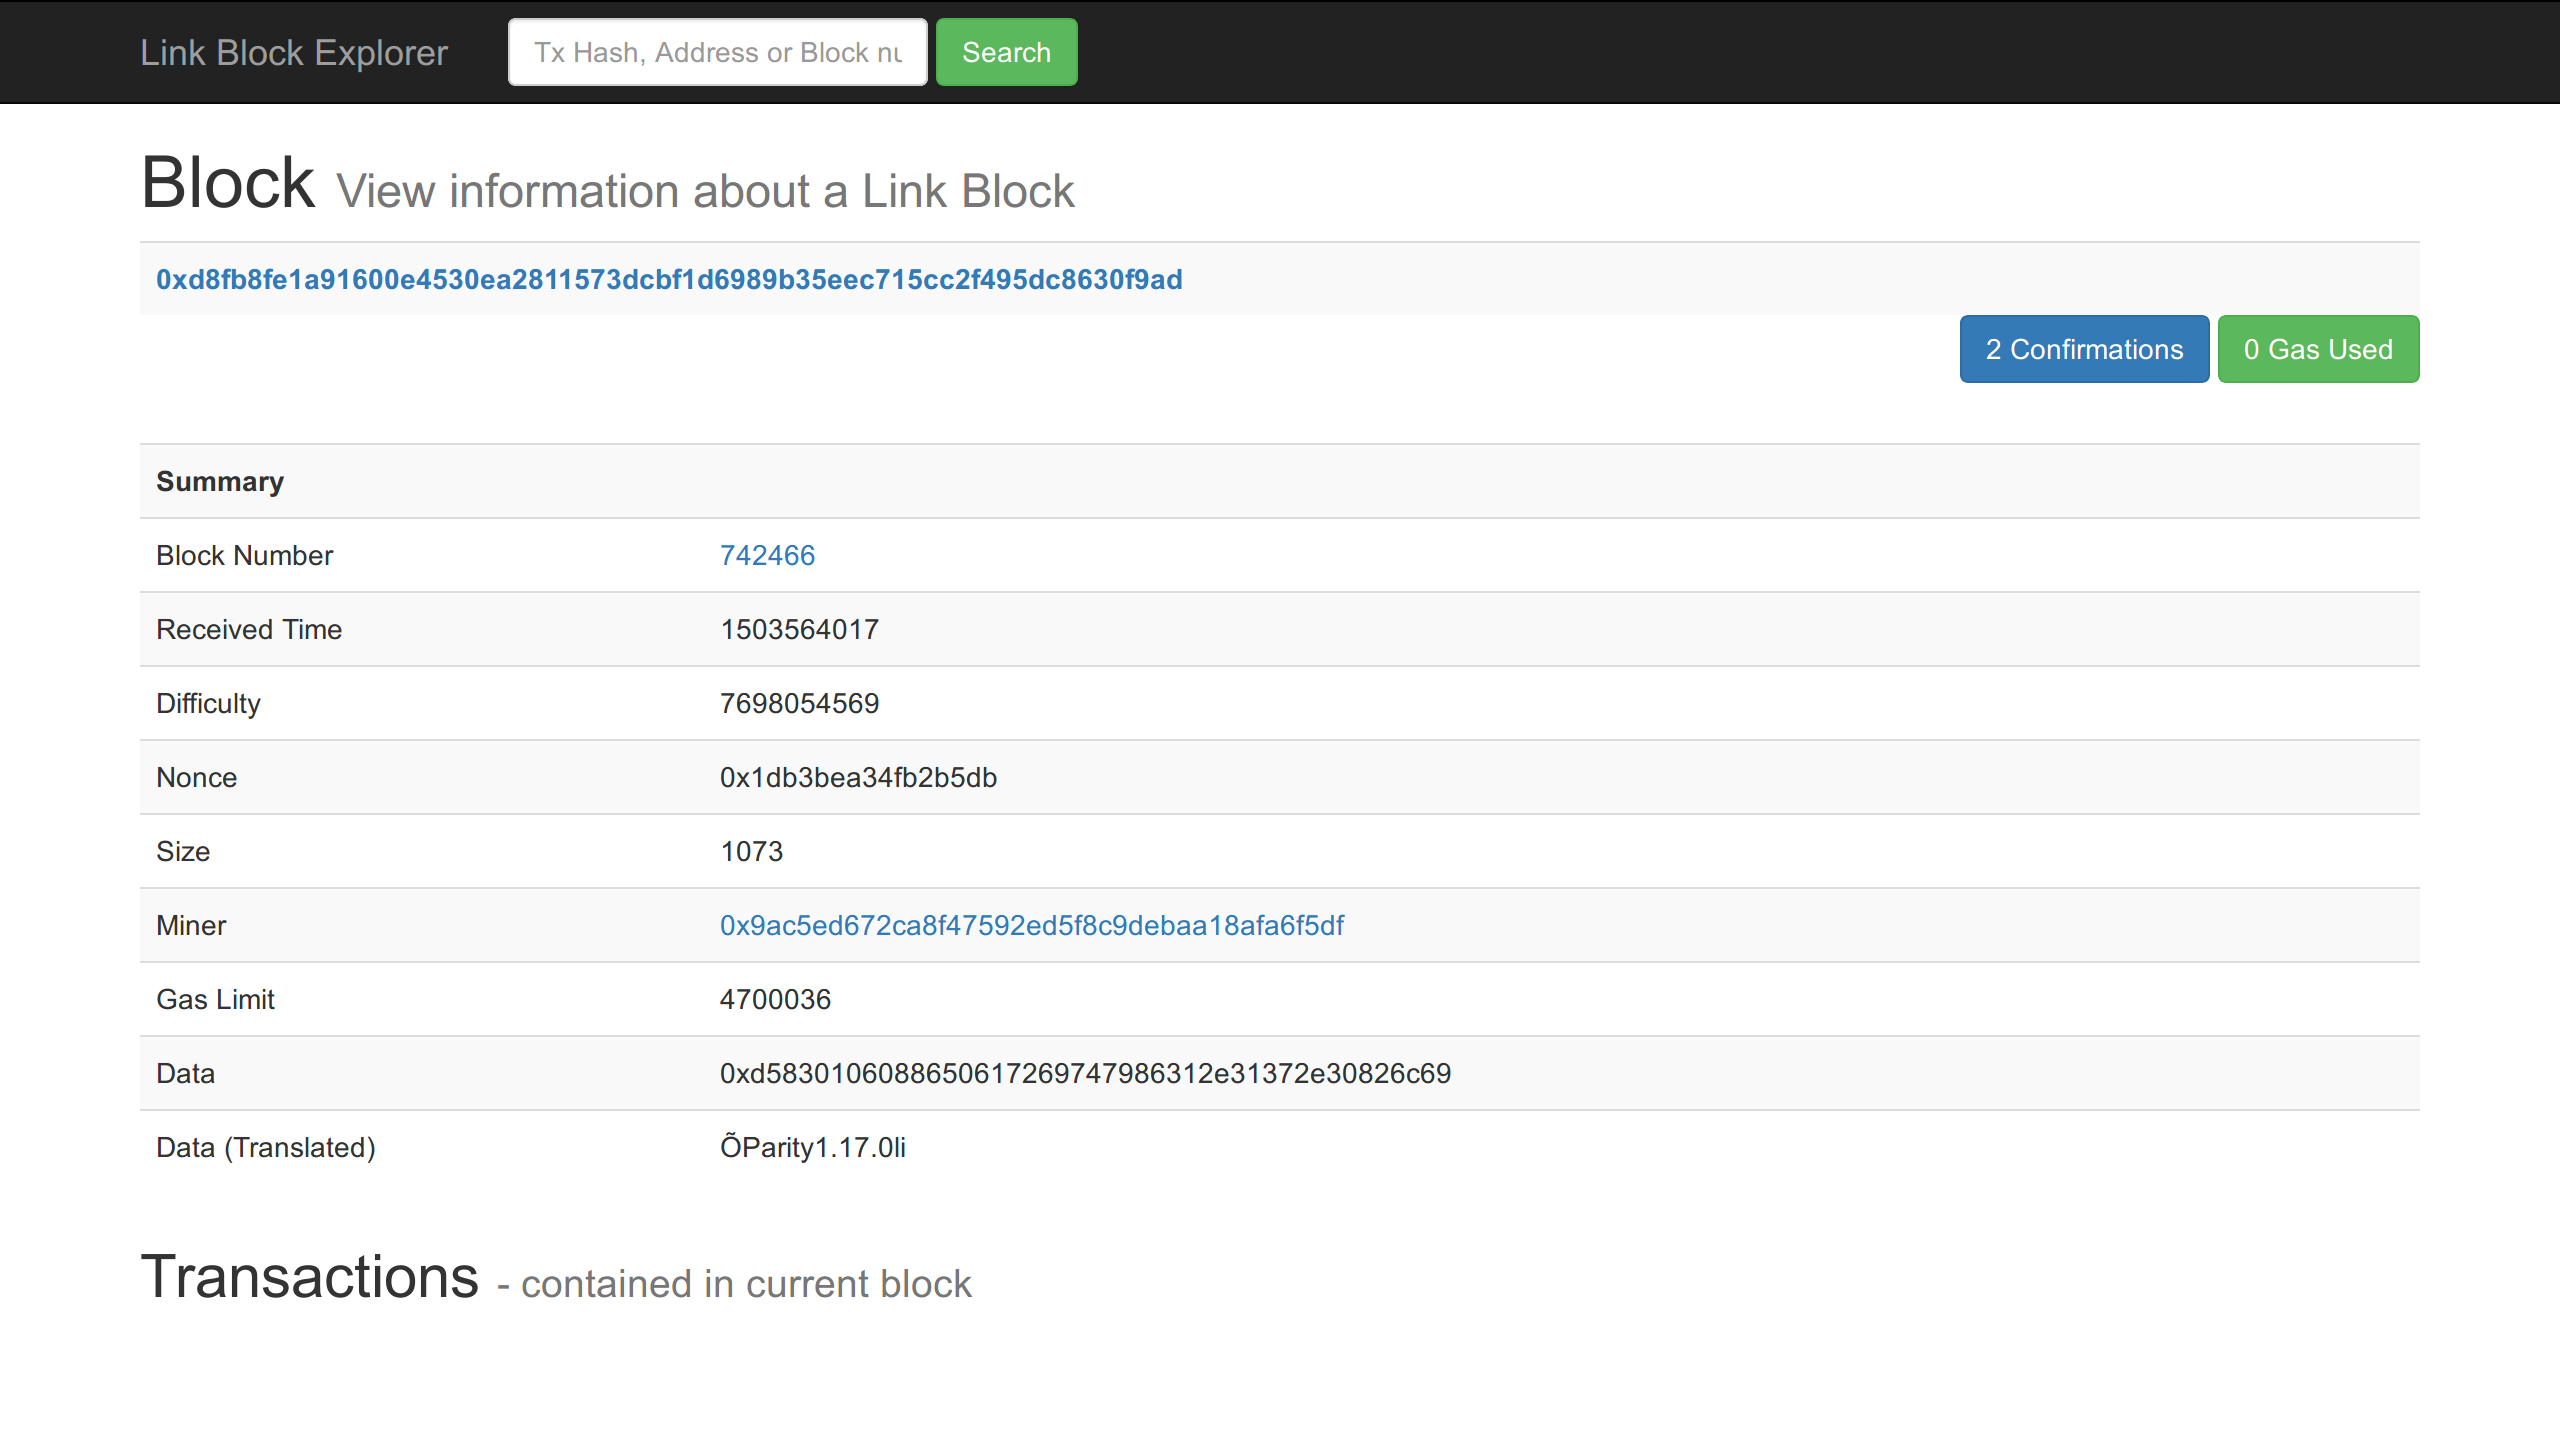 Link Block Explorer
Tx Hash, Address or Block nu
Search
Block View information about a Link Block
0xd8fb8fe1a91600e4530ea2811573dcbf1d6989b35eec715cc2f495dc8630f9ad
2 Confirmations
0 Gas Used
Summary
Block Number 742466
Received Time 1503564017
Difficulty 7698054569
Nonce 0x1db3bea34fb2b5db
Size 1073
Miner 0x9ac5ed672ca8f47592ed5f8c9debaa18afa6f5df
Gas Limit 4700036
Data 0xd583010608865061726974798​6312e31372e30826c69
Data (Translated) ÕParity1.17.0li
Transactions - contained in current block